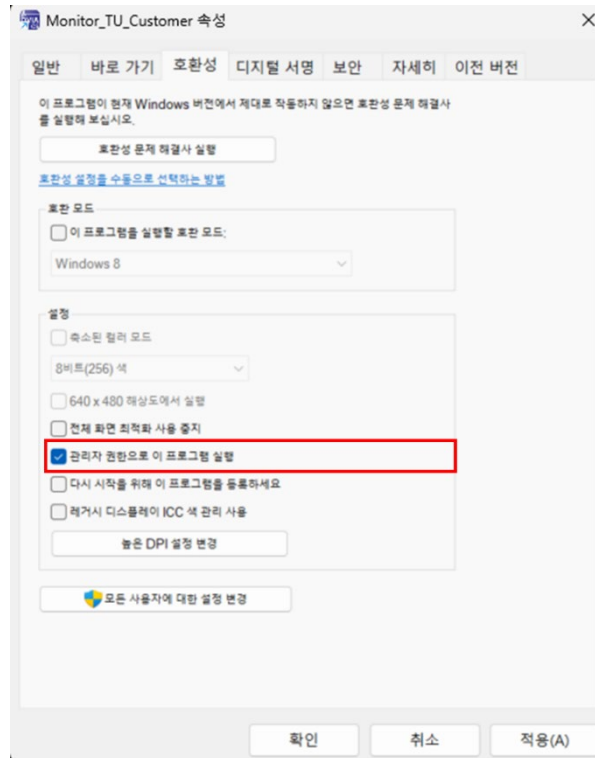 Monitor_TU_Customer 속성
일반 바로 가기 호환성 디지털 서명 보안 자세히 이전 버전
이 프로그램이 현재 Windows 버전에서 제대로 작동하지 않으면 호환성 문제 해결사
를 실행해 보십시오.
호환성 문제 해결사 실행
호환성 설정을 수동으로 선택하는 방법
호환 모드
이 프로그램을 실행할 호환 모드:
Windows 8
설정
축소된 컬러 모드
8비트(256) 색
640 x 480 해상도에서 실행
전체 화면 최적화 사용 중지
관리자 권한으로 이 프로그램 실행
다시 시작을 위해 이 프로그램을 등록하세요
레거시 디스플레이 ICC 색 관리 사용
높은 DPI 설정 변경
모든 사용자에 대한 설정 변경
확인 취소 적용(A)